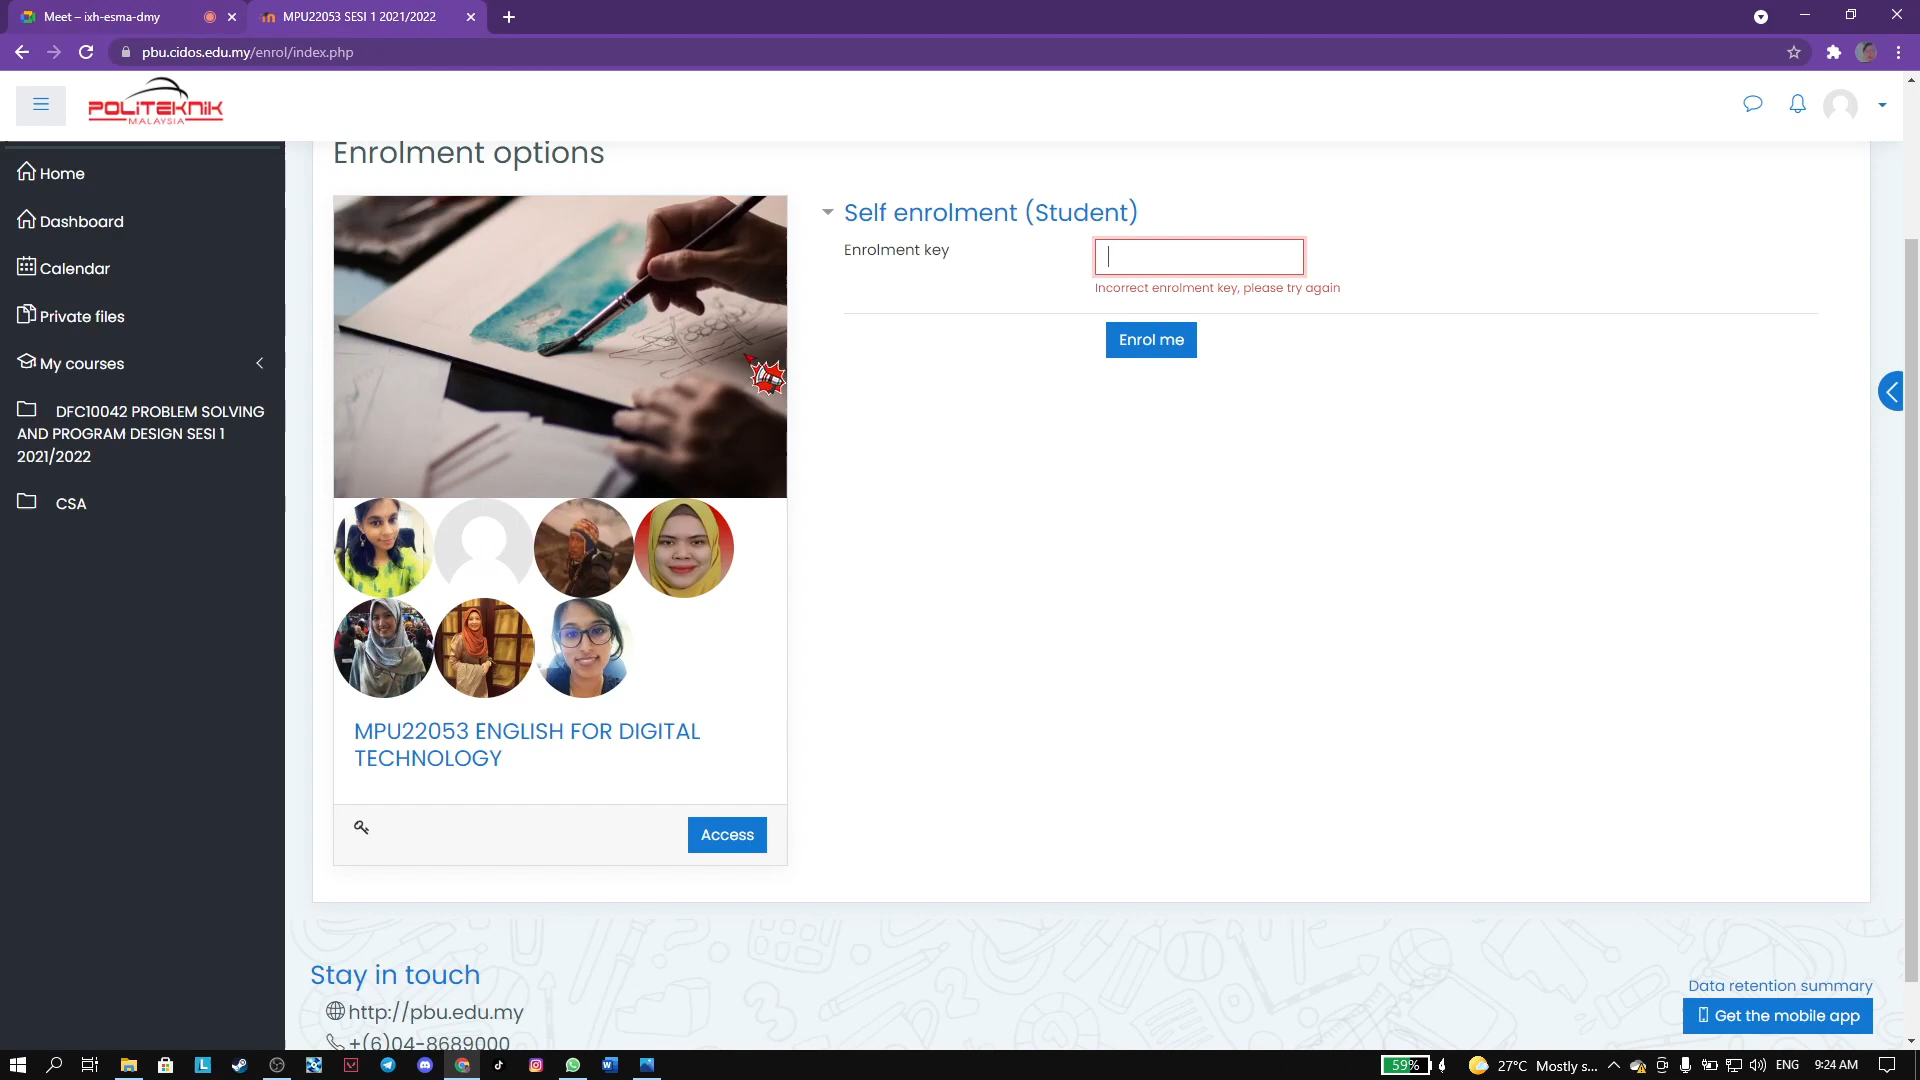 Meet – ixh-esma-dmy
MPU22053 SESI 1 2021/2022
pbu.cidos.edu.my/enrol/index.php
POLITEKNIK
MALAYSIA
Enrolment options
Home
Dashboard
Calendar
Private files
My courses
DFC10042 PROBLEM SOLVING
AND PROGRAM DESIGN SESI 1
2021/2022
CSA
Self enrolment (Student)
Enrolment key
Incorrect enrolment key, please try again
Enrol me
MPU22053 ENGLISH FOR DIGITAL
TECHNOLOGY
Access
Stay in touch
http://pbu.edu.my
+(6)04-8689000
Data retention summary
Get the mobile app
59%
27°C Mostly s...
ENG
9:24 AM